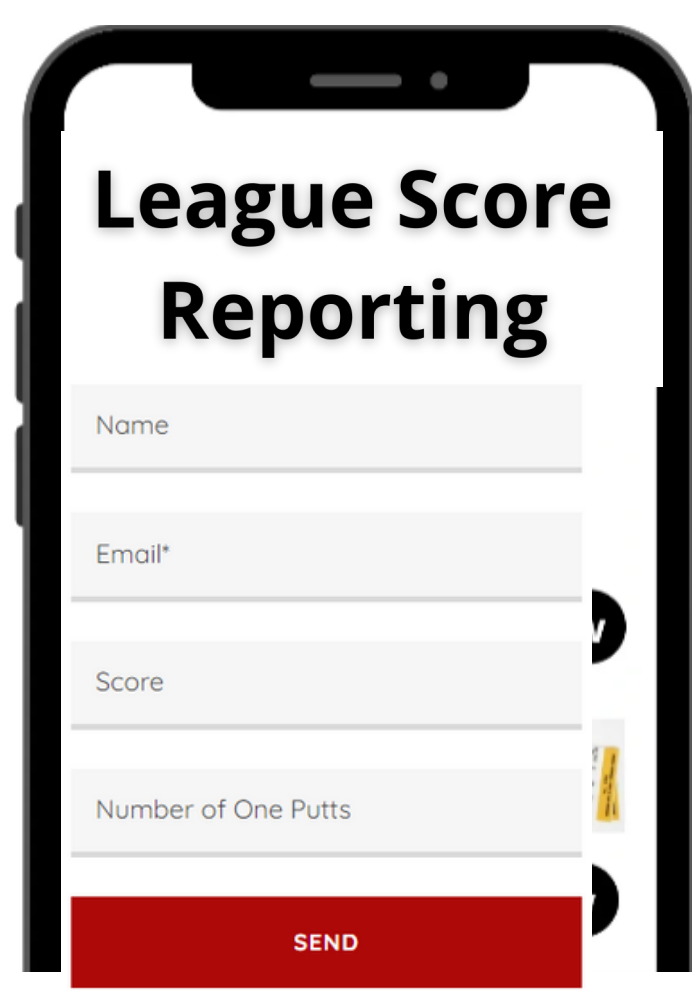 League Score
Reporting
Name
Email*
Score
Number of One Putts
SEND